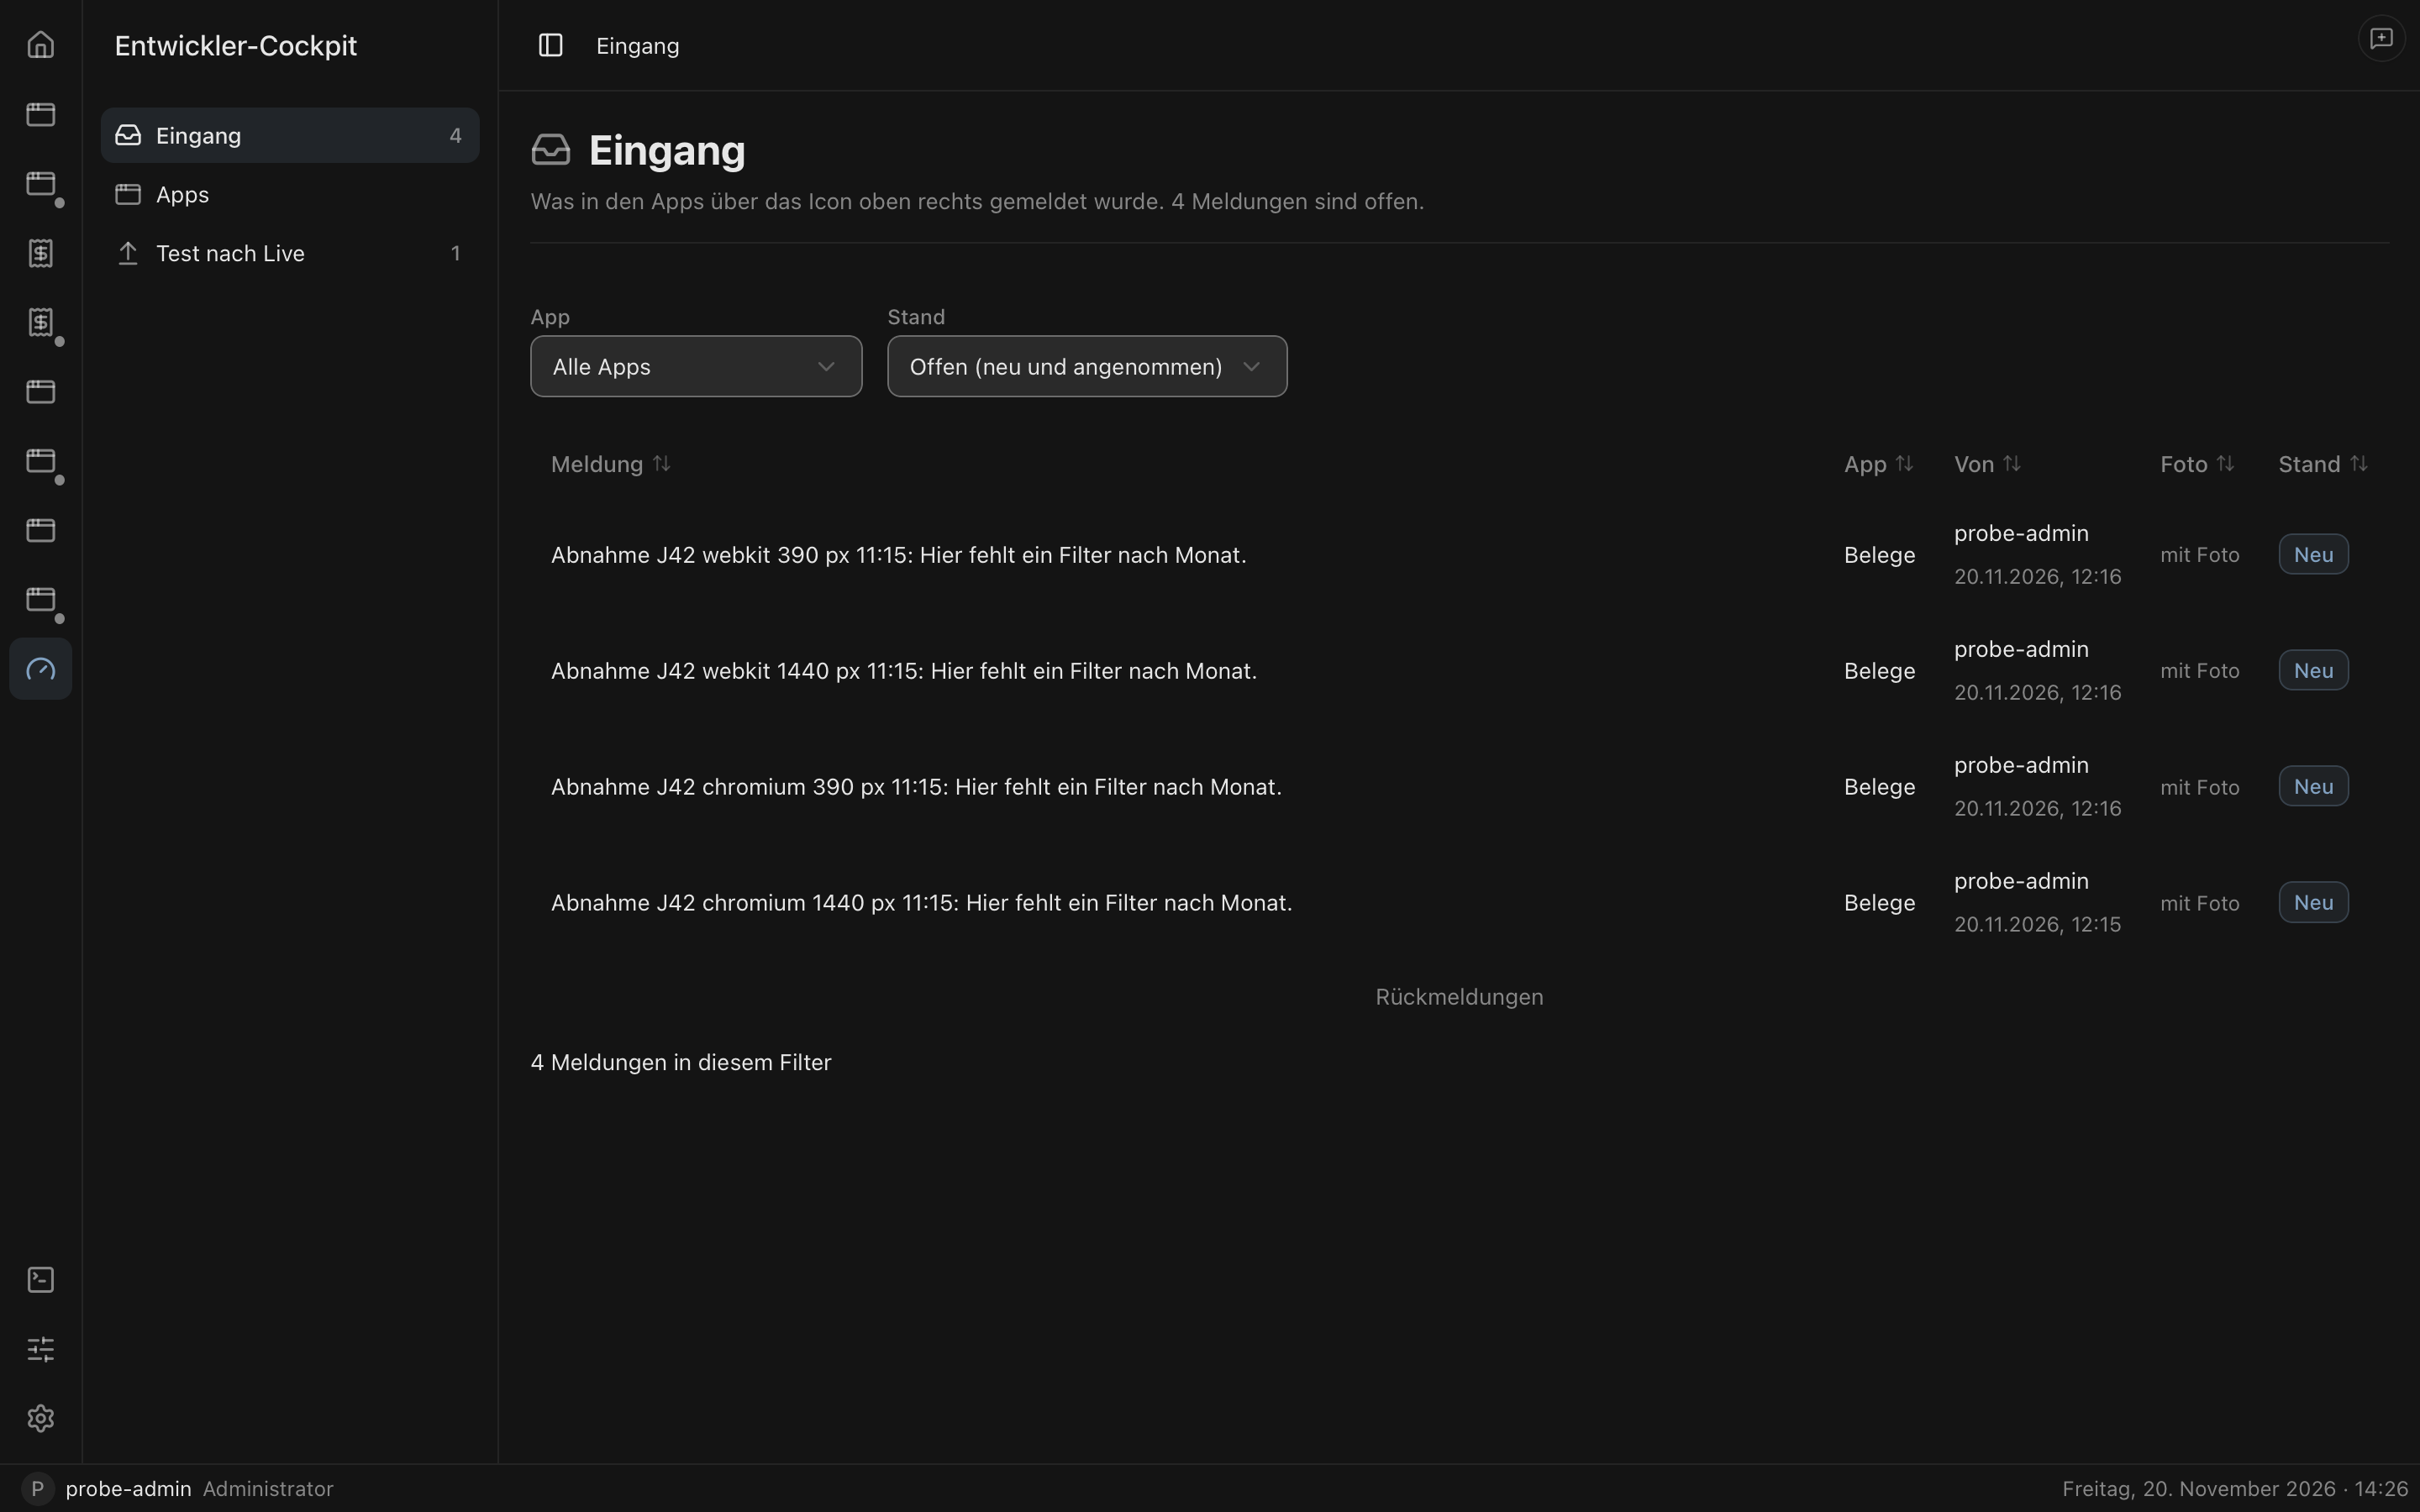 Entwickler-Cockpit
Eingang 4
Apps
Test nach Live 1
Eingang
Eingang
Was in den Apps über das Icon oben rechts gemeldet wurde. 4 Meldungen sind offen.
App Stand
Alle Apps Offen (neu und angenommen)
Meldung App Von Foto Stand
Abnahme J42 webkit 390 px 11:15: Hier fehlt ein Filter nach Monat. Belege probe-admin mit Foto Neu
20.11.2026, 12:16
Abnahme J42 webkit 1440 px 11:15: Hier fehlt ein Filter nach Monat. Belege probe-admin mit Foto Neu
20.11.2026, 12:16
Abnahme J42 chromium 390 px 11:15: Hier fehlt ein Filter nach Monat. Belege probe-admin mit Foto Neu
20.11.2026, 12:16
Abnahme J42 chromium 1440 px 11:15: Hier fehlt ein Filter nach Monat. Belege probe-admin mit Foto Neu
20.11.2026, 12:15
Rückmeldungen
4 Meldungen in diesem Filter
P probe-admin Administrator
Freitag, 20. November 2026 · 14:26